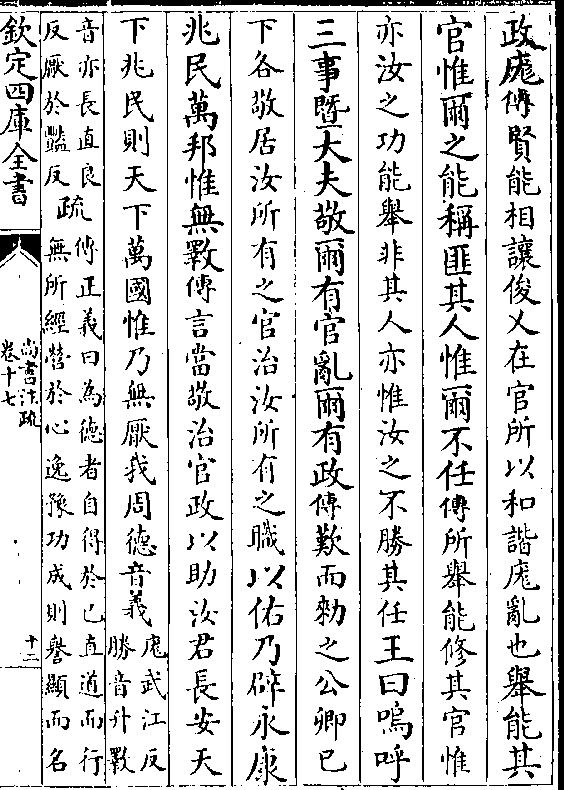 政庬傳賢能相讓俊乂在官所以和諧庬亂也舉能其
官惟爾之能稱匪其人惟爾不任傳所舉能修其官惟
亦汝之功能舉非其人亦惟汝之不勝其任王曰嗚呼
三事暨大夫敬爾有官亂爾有政傳歎而勑之公卿已
下各敬居汝所有之官治汝所有之職以佑乃辟永康
兆民萬邦惟無斁傳言當敬治官政以助汝君長安天
下兆民則天下萬國惟乃無厭我周德音義
庬武江反
勝音升斁
音亦長直良
反厭於豔反
疏
傳正義曰為德者自得於已直道而行
無所經營於心逸豫功成則譽顯而名
欽定四庫全書
尚書注疏
卷十七
十二